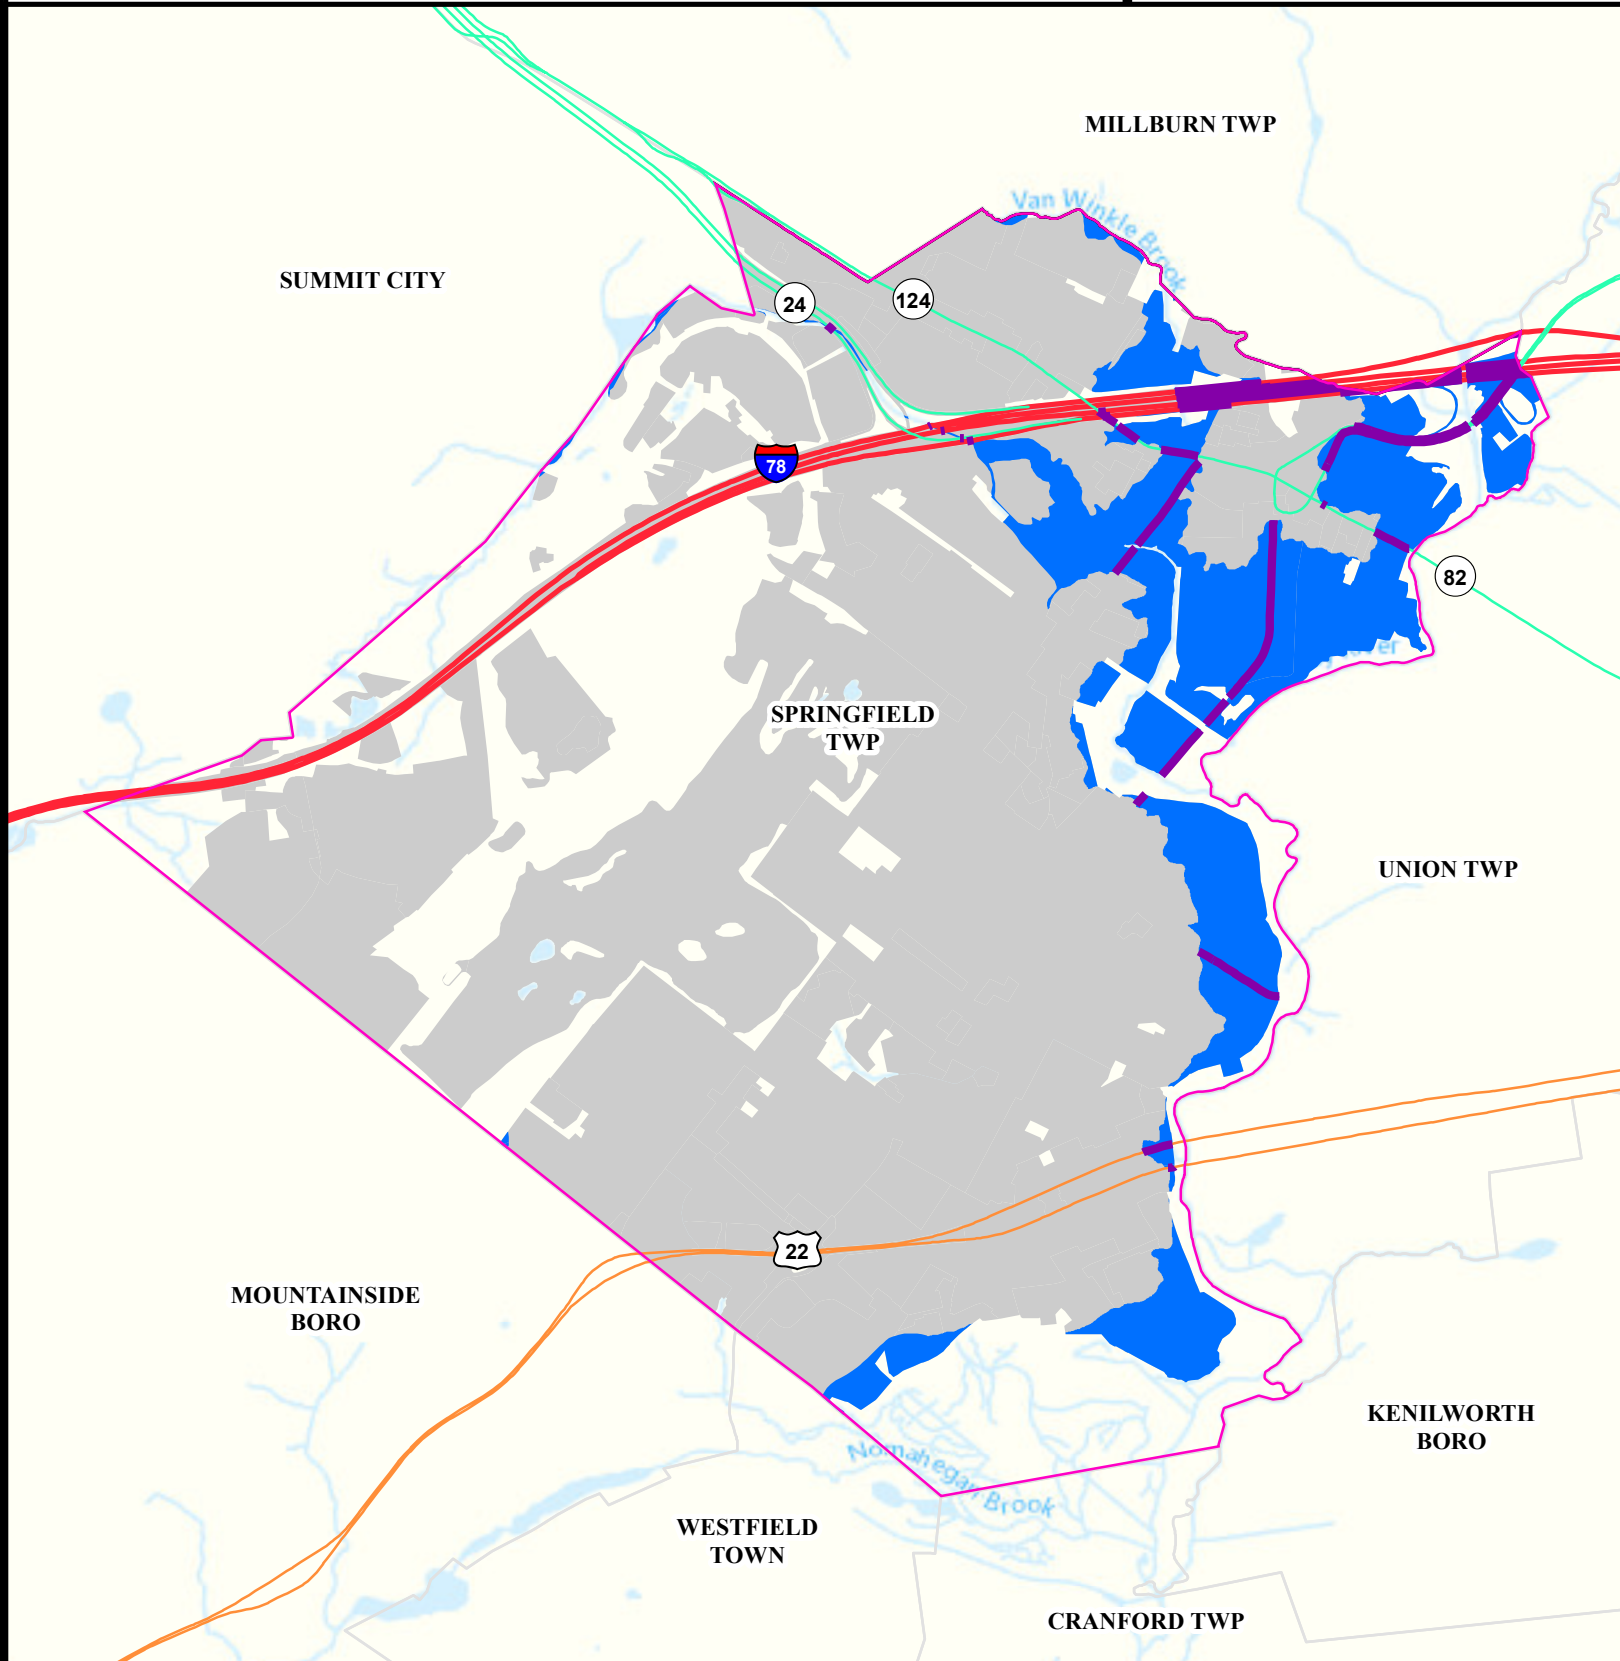 MILLBURN TWP
Van Winkle Brook
SUMMIT CITY
24
124
78
82
SPRINGFIELD
TWP
UNION TWP
22
MOUNTAINSIDE
BORO
KENILWORTH
BORO
Nomahegan Brook
WESTFIELD
TOWN
CRANFORD TWP